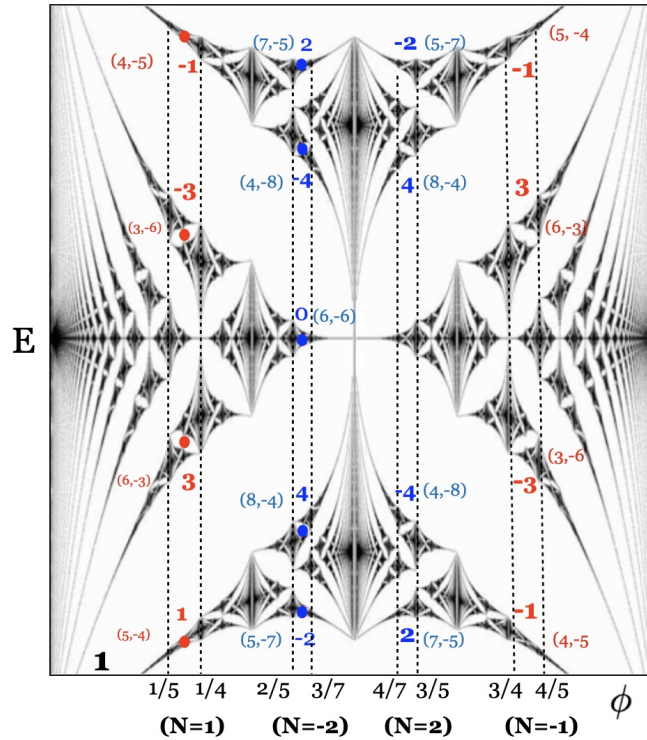 (7,-5) 2 -2 (5,-7) (5, -4
(4,-5) -1 -1
(4,-8) -4 4 (8,-4)
-3 3
(3,-6) (6,-3)
0 (6,-6)
E
(3,-6
(6,-3) 3 -3
(8,-4) 4 -4 (4,-8)
1 -1
(5,-4) (5,-7) -2 2 (7,-5) (4,-5
1
1/5 1/4 2/5 3/7 4/7 3/5 3/4 4/5 ϕ
(N=1) (N=-2) (N=2) (N=-1)